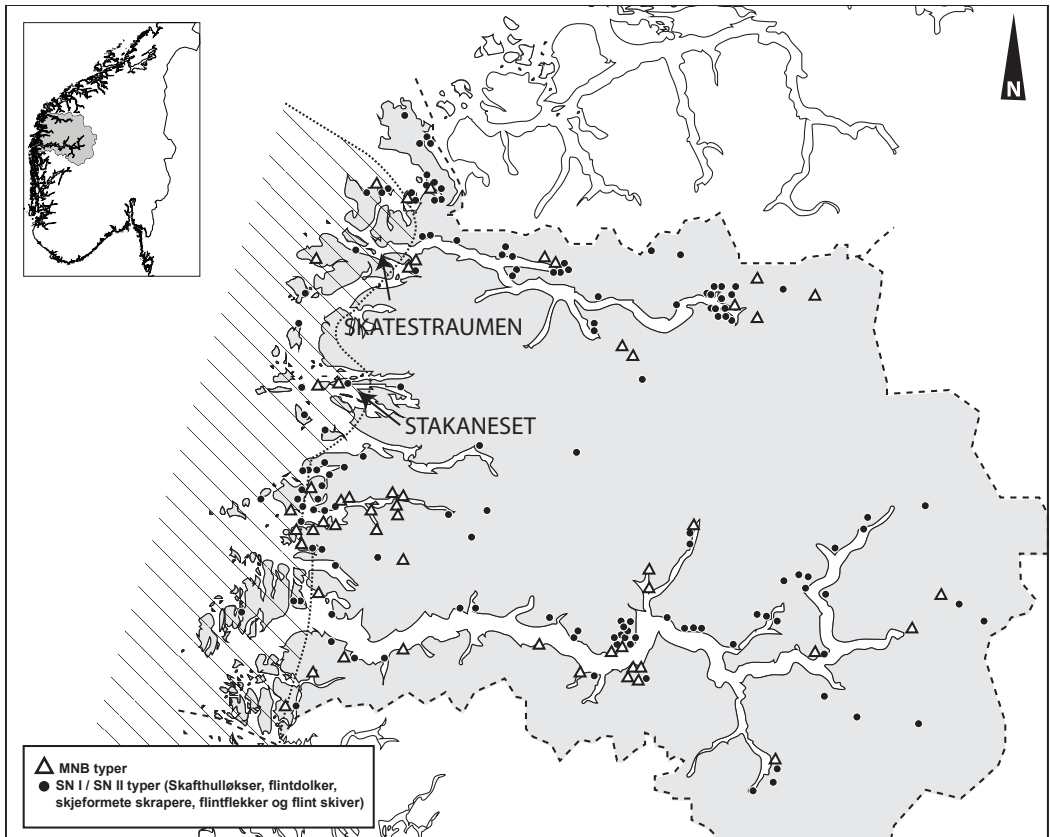 N
SKATESTRAUMEN
STAKANESET
MNB typer
SN I / SN II typer (Skafthulløkser, flintdolker,
skjeformete skrapere, flintflekker og flint skiver)